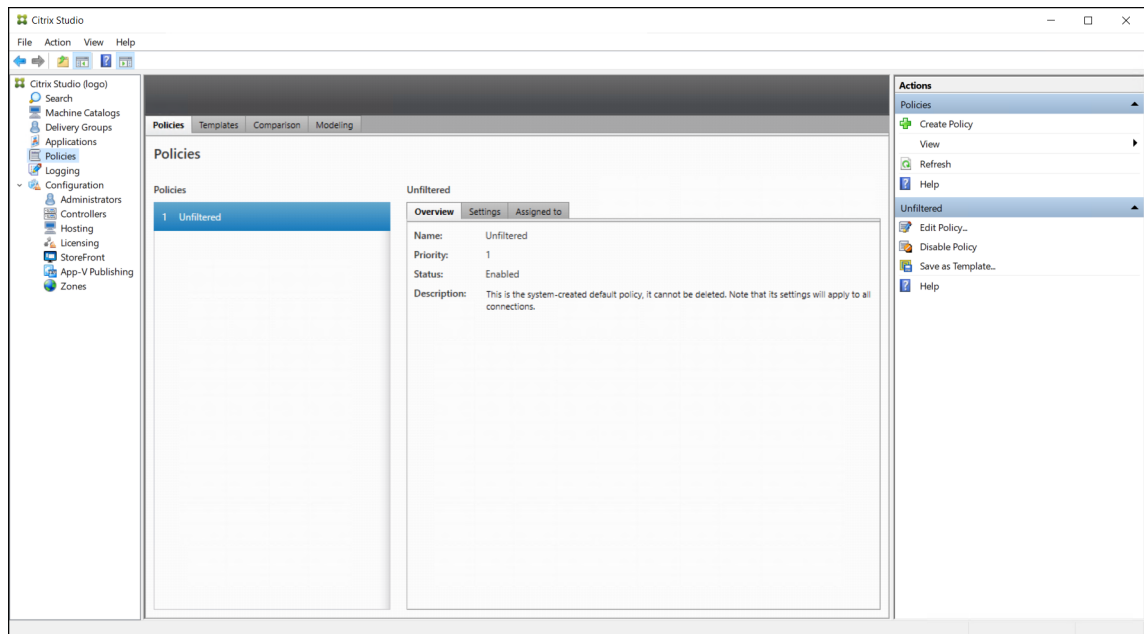 Citrix Studio
File Action View Help
Citrix Studio (logo)
Search
Machine Catalogs
Delivery Groups
Applications
Policies
Logging
Configuration
Administrators
Controllers
Hosting
Licensing
StoreFront
App-V Publishing
Zones
Policies Templates Comparison Modeling
Policies
Policies
1 Unfiltered
Unfiltered
Overview Settings Assigned to
Name: Unfiltered
Priority: 1
Status: Enabled
Description: This is the system-created default policy, it cannot be deleted. Note that its settings will apply to all
connections.
Actions
Policies
Create Policy
View
Refresh
Help
Unfiltered
Edit Policy...
Disable Policy
Save as Template...
Help